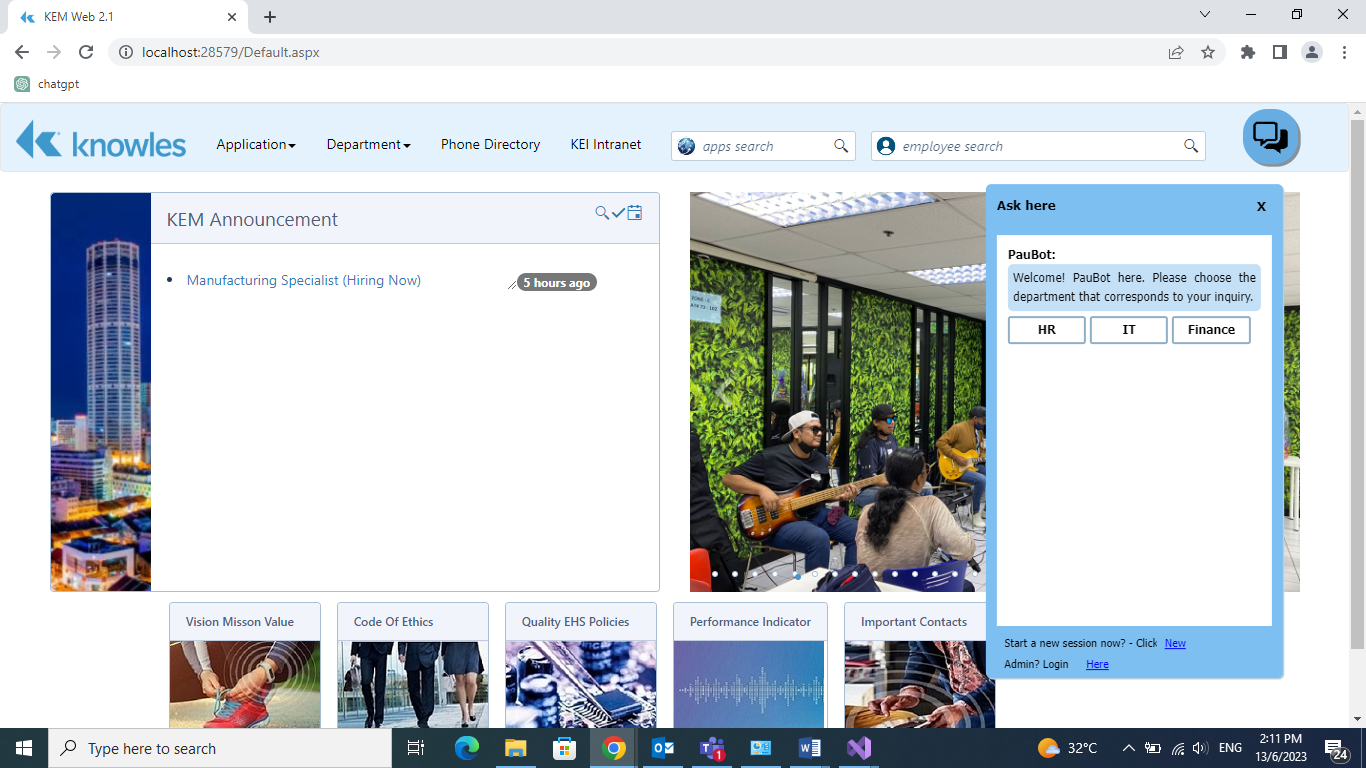 KEM Web 2.1
localhost:28579/Default.aspx
chatgpt
knowles
Application
Department
Phone Directory
KEI Intranet
apps search
employee search
KEM Announcement
Manufacturing Specialist (Hiring Now)
5 hours ago
Ask here
X
PauBot:
Welcome! PauBot here. Please choose the
department that corresponds to your inquiry.
HR
IT
Finance
Start a new session now? - Click New
Admin? Login Here
Vision Misson Value
Code Of Ethics
Quality EHS Policies
Performance Indicator
Important Contacts
Type here to search
1
32°C
ENG
2:11 PM
13/6/2023
24